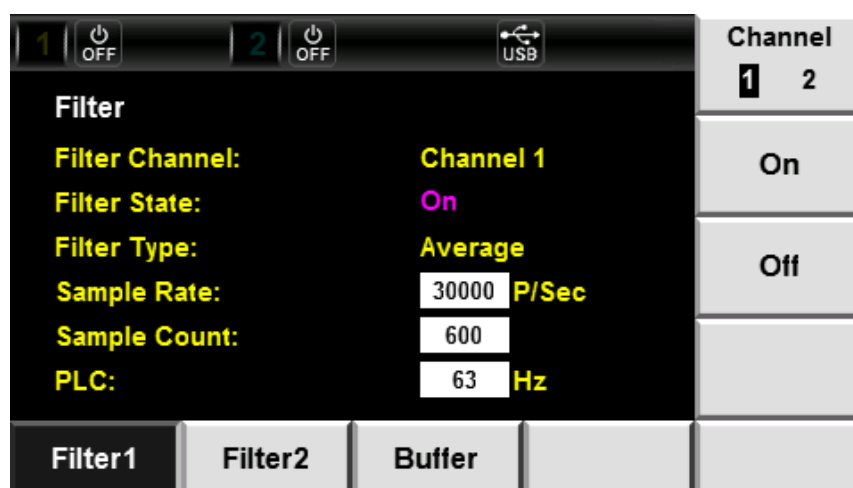 1 OFF 2 OFF USB
Channel
1 2
Filter
Filter Channel: Channel 1
On
Filter State: On
Filter Type: Average
Off
Sample Rate: 30000 P/Sec
Sample Count: 600
PLC: 63 Hz
Filter1 Filter2 Buffer